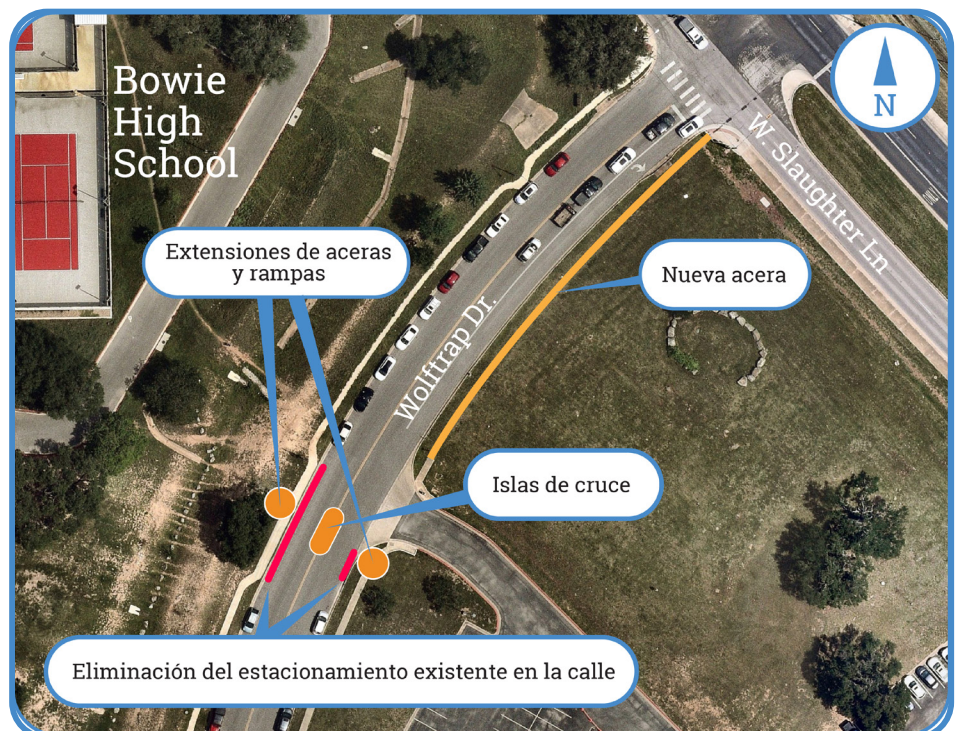 Bowie
High
School
N
W. Slaughter Ln
Extensiones de aceras
y rampas
Nueva acera
Wolftrap Dr.
Islas de cruce
Eliminación del estacionamiento existente en la calle